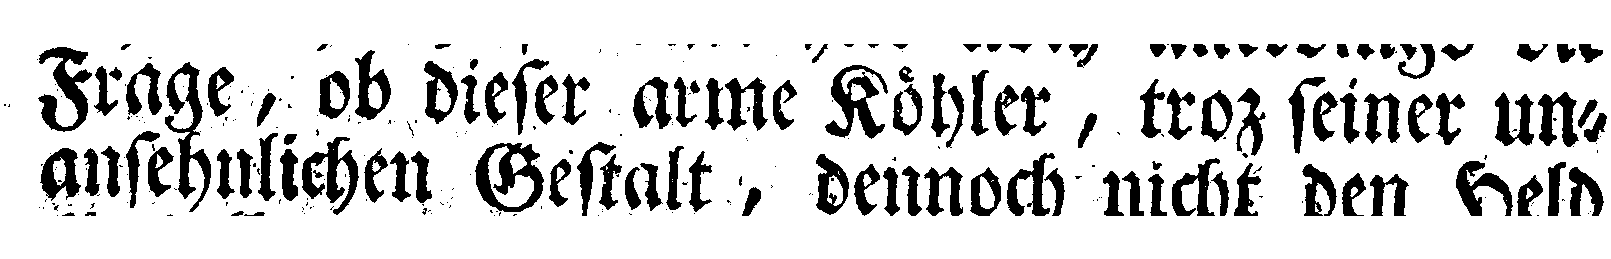 Frage, ob dieser arme Köhler, troz seiner un-
ansehnlichen Gestalt, dennoch nicht den Held